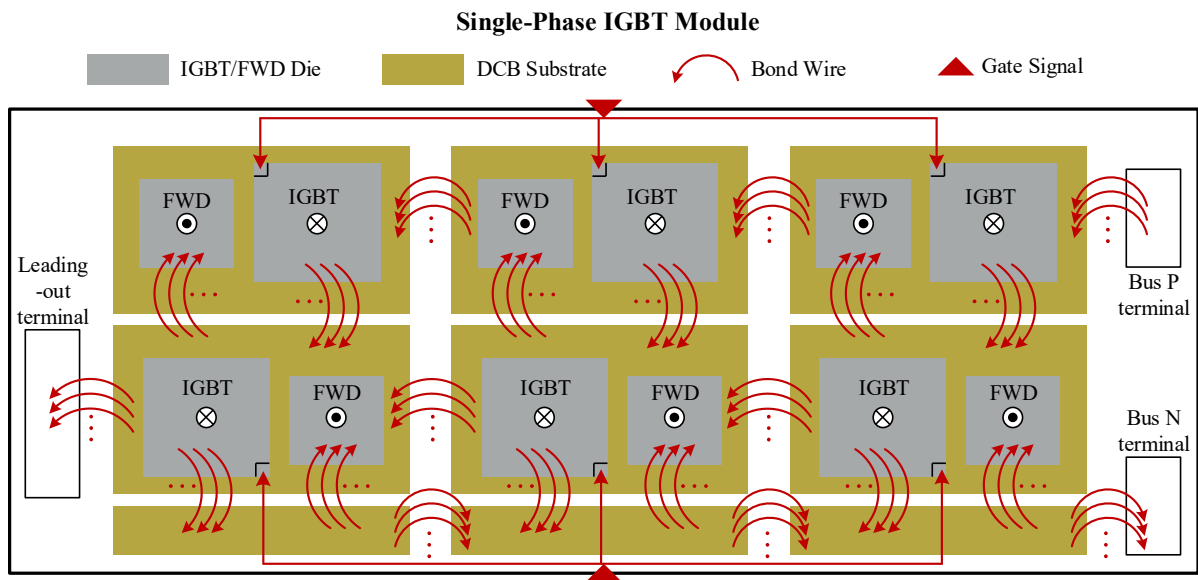 Single-Phase IGBT Module
IGBT/FWD Die
DCB Substrate
Bond Wire
Gate Signal
FWD
IGBT
FWD
IGBT
FWD
IGBT
Leading
-out
terminal
Bus P
terminal
IGBT
FWD
IGBT
FWD
IGBT
FWD
Bus N
terminal